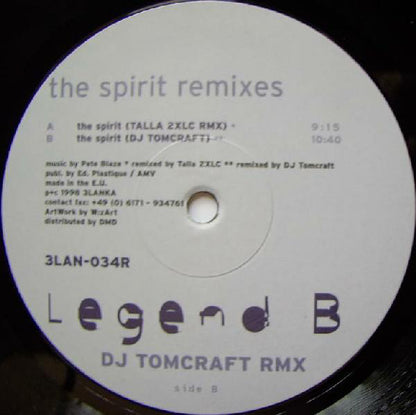 the spirit remixes
A the spirit (TALLA 2XLC RMX) * 9:15
B the spirit (DJ TOMCRAFT) ** 10:40
music by Pete Blaze * remixed by Talla 2XLC ** remixed by DJ Tomcraft
publ. by Ed. Plastique / AMV
made in the E.U.
p+c 1998 3LANKA
contact fax: +49 (0) 6171 - 934761
ArtWork by W:zArt
distributed by DMD
3LAN-034R
Legend B
DJ TOMCRAFT RMX
side B